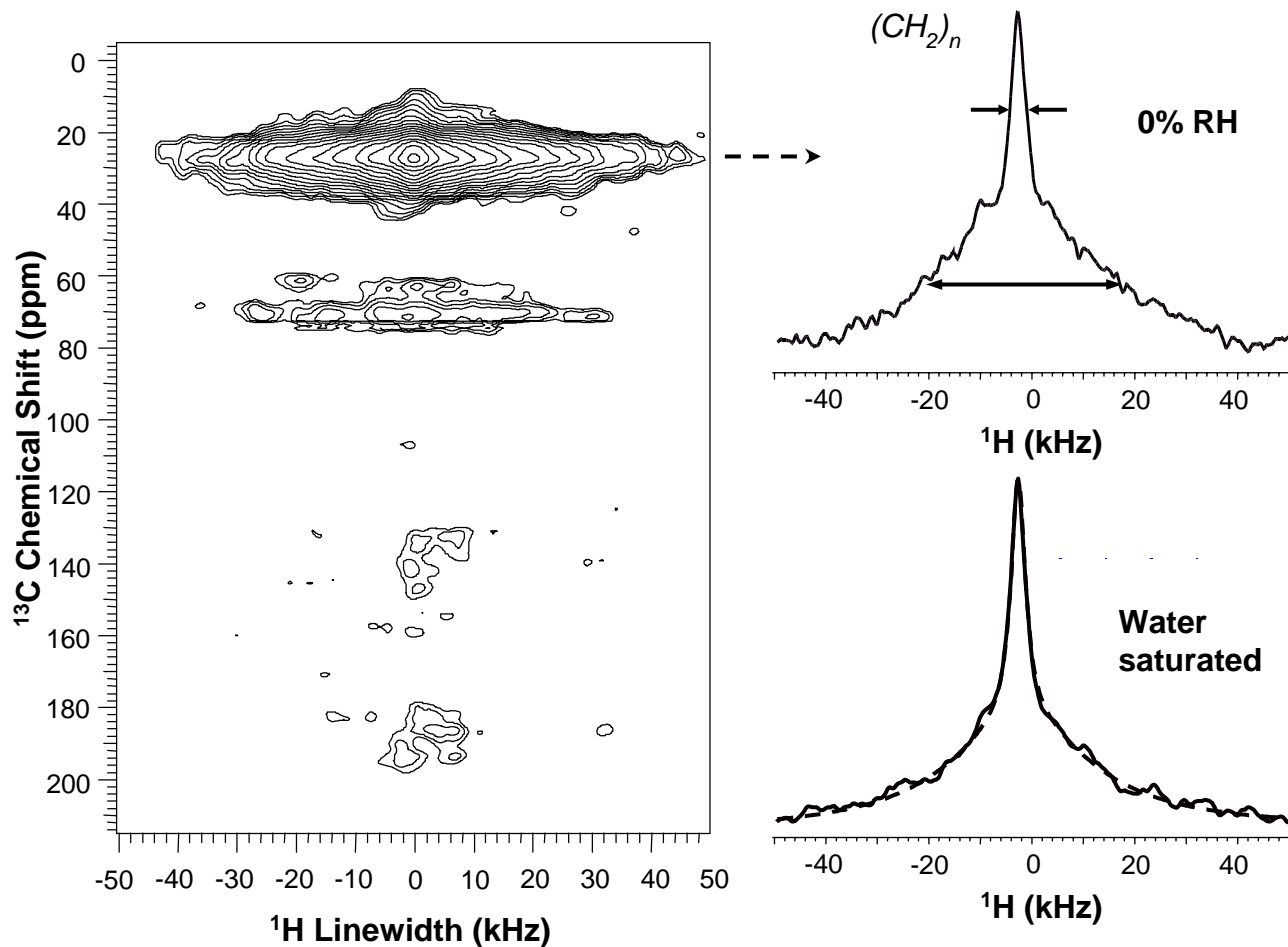 0
20
40
60
80
100
120
140
160
180
200
¹³C Chemical Shift (ppm)
-50 -40 -30 -20 -10 0 10 20 30 40 50
¹H Linewidth (kHz)
(CH₂)ₙ
0% RH
-40 -20 0 20 40
¹H (kHz)
Water
saturated
-40 -20 0 20 40
¹H (kHz)